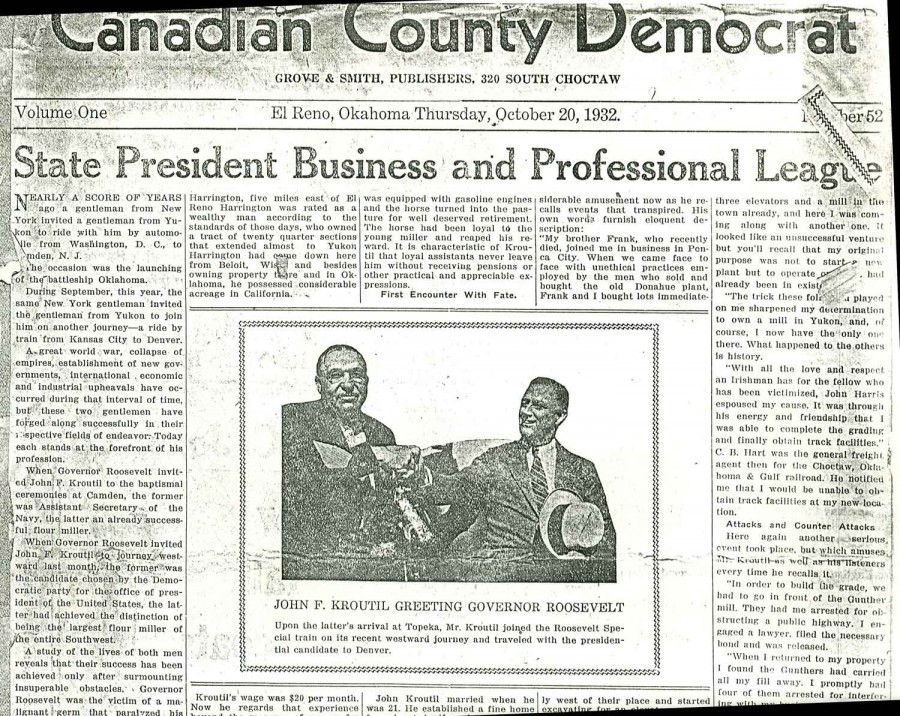 Canadian County Democrat
GROVE & SMITH, PUBLISHERS, 320 SOUTH CHOCTAW
Volume One
El Reno, Okahoma Thursday, October 20, 1932.
52
State President Business and Professional League
NEARLY A SCORE OF YEARS
ago a gentleman from New
York invited a gentleman from Yu-
kon to ride with him by automo-
from Washington, D. C., to
N. J.
The occasion was the launching
of the battleship Oklahoma.
During September, this year, the
same New York gentleman invited
the gentleman from Yukon to join
him on another journey—a ride by
train from Kansas City to Denver.
A great world war, collapse of
empires, establishment of new gov-
ernments, international economic
and industrial upheavals have oc-
curred during that interval of time,
but these two gentlemen have
forged along successfully in their
fields of endeavor. Today
each stands at the forefront of his
profession.
When Governor Roosevelt invit-
ed John F. Kroutil to the baptismal
ceremonies at Camden, the former
was Assistant Secretary of the
Navy, the latter an already success-
ful flour miller.
When Governor Roosevelt invited
John F. Kroutil to journey west-
ward last month, the former was
the candidate chosen by the Demo-
cratic party for the office of pres-
ident of the United States, the lat-
ter had achieved the distinction of
being the largest flour miller of
the entire Southwest.
A study of the lives of both men
reveals that their success has been
achieved only after surmounting
insuperable obstacles. Governor
Roosevelt was the victim of a ma-
lignant germ that paralyzed his
Harrington, five miles east of El
Reno Harrington was rated as a
wealthy man according to the
standards of those days, who owned
a tract of twenty quarter sections
that extended almost to Yukon
Harrington had come down here
from Beloit, and besides
owning property here and in Ok-
lahoma, he possessed considerable
acreage in California.
was equipped with gasoline engines
and the horse turned into the pas-
ture for well deserved retirement.
The horse had been loyal to the
young miller and reaped his re-
ward. It is characteristic of Krou-
til that loyal assistants never leave
him without receiving pensions or
other practical and appreciable ex-
pressions.
First Encounter With Fate.
siderable amusement now as he re-
calls events that transpired. His
own words furnish eloquent de-
scription:
"My brother Frank, who recently
died, joined me in business in Pon-
ca City. When we came face to
face with unethical practices em-
ployed by the men who sold and
bought the old Donahue plant,
Frank and I bought lots immediate-
three elevators and a mill in the
town already, and here I was com-
ing along with another one. It
looked like an unsuccessful venture
but you'll recall that my original
purpose was not to start a new
plant but to operate had
already been in
"The trick these played
on me sharpened my determination
to own a mill in Yukon, and, of
course, I now have the only one
there. What happened to the others
is history.
"With all the love and respect
an Irishman has for the fellow who
has been victimized, John Harris
espoused my cause. It was through
his energy and friendship that I
was able to complete the grading
and finally obtain track facilities."
C. B. Hart was the general freight
agent then for the Choctaw, Okla-
homa & Gulf railroad. He notified
me that I would be unable to ob-
tain track facilities at my new loca-
tion.
Attacks and Counter Attacks
Here again another serious
event took place, but which amuses
Mr. Kroutil as well as his listeners
every time he recalls it.
"In order to build the grade, we
had to go in front of the Gunther
mill. They had me arrested for ob-
structing a public highway. I en-
gaged a lawyer, filed the necessary
bond and was released.
"When I returned to my property
I found the Gunthers had carried
all my fill away. I promptly had
four of them arrested for interfer-
ing with my
JOHN F. KROUTIL GREETING GOVERNOR ROOSEVELT
Upon the latter's arrival at Topeka, Mr. Kroutil joined the Roosevelt Spe-
cial train on its recent westward journey and traveled with the presiden-
tial candidate to Denver.
Kroutil's wage was $20 per month.
Now he regards that experience
John Kroutil married when he
was 21. He established a fine home
ly west of their place and started
excavating for an